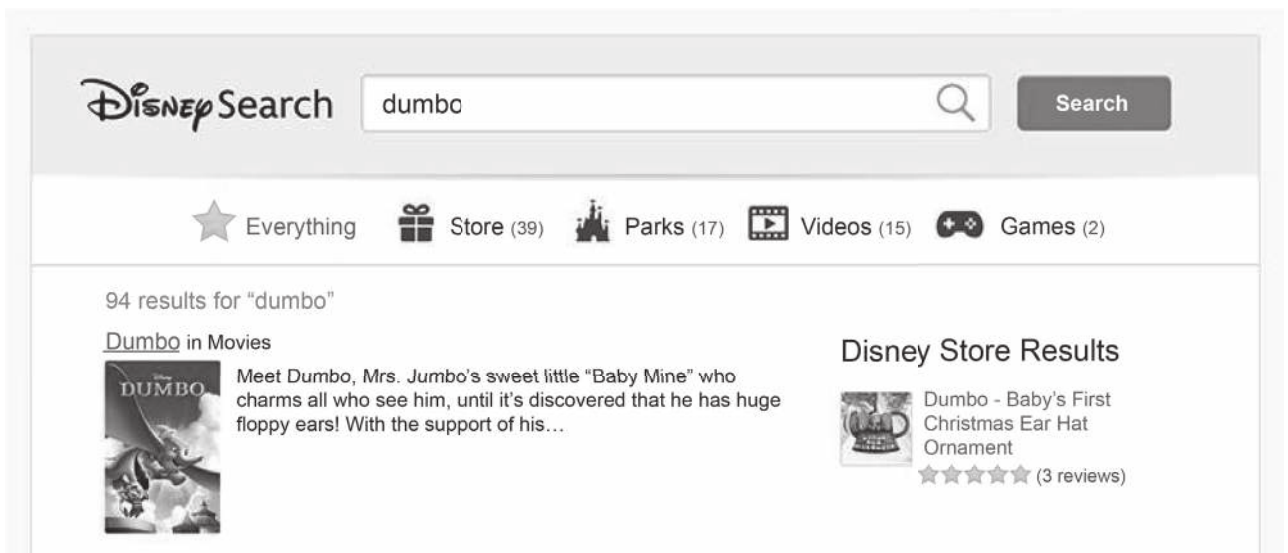 Disney Search
dumbo
Search
Everything
Store (39)
Parks (17)
Videos (15)
Games (2)
94 results for “dumbo”
Dumbo in Movies
DUMBO
Meet Dumbo, Mrs. Jumbo’s sweet little “Baby Mine” who
charms all who see him, until it’s discovered that he has huge
floppy ears! With the support of his…
Disney Store Results
Dumbo - Baby’s First
Christmas Ear Hat
Ornament
(3 reviews)